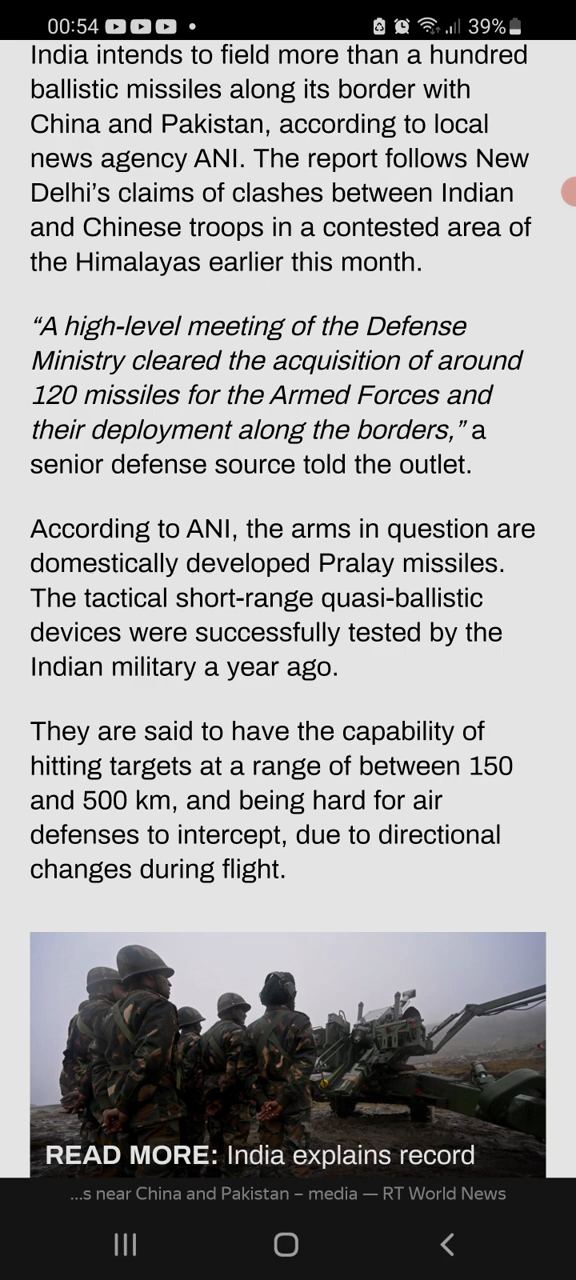 00:54
39%
India intends to field more than a hundred
ballistic missiles along its border with
China and Pakistan, according to local
news agency ANI. The report follows New
Delhi’s claims of clashes between Indian
and Chinese troops in a contested area of
the Himalayas earlier this month.
“A high-level meeting of the Defense
Ministry cleared the acquisition of around
120 missiles for the Armed Forces and
their deployment along the borders,” a
senior defense source told the outlet.
According to ANI, the arms in question are
domestically developed Pralay missiles.
The tactical short-range quasi-ballistic
devices were successfully tested by the
Indian military a year ago.
They are said to have the capability of
hitting targets at a range of between 150
and 500 km, and being hard for air
defenses to intercept, due to directional
changes during flight.
READ MORE: India explains record
...s near China and Pakistan – media — RT World News